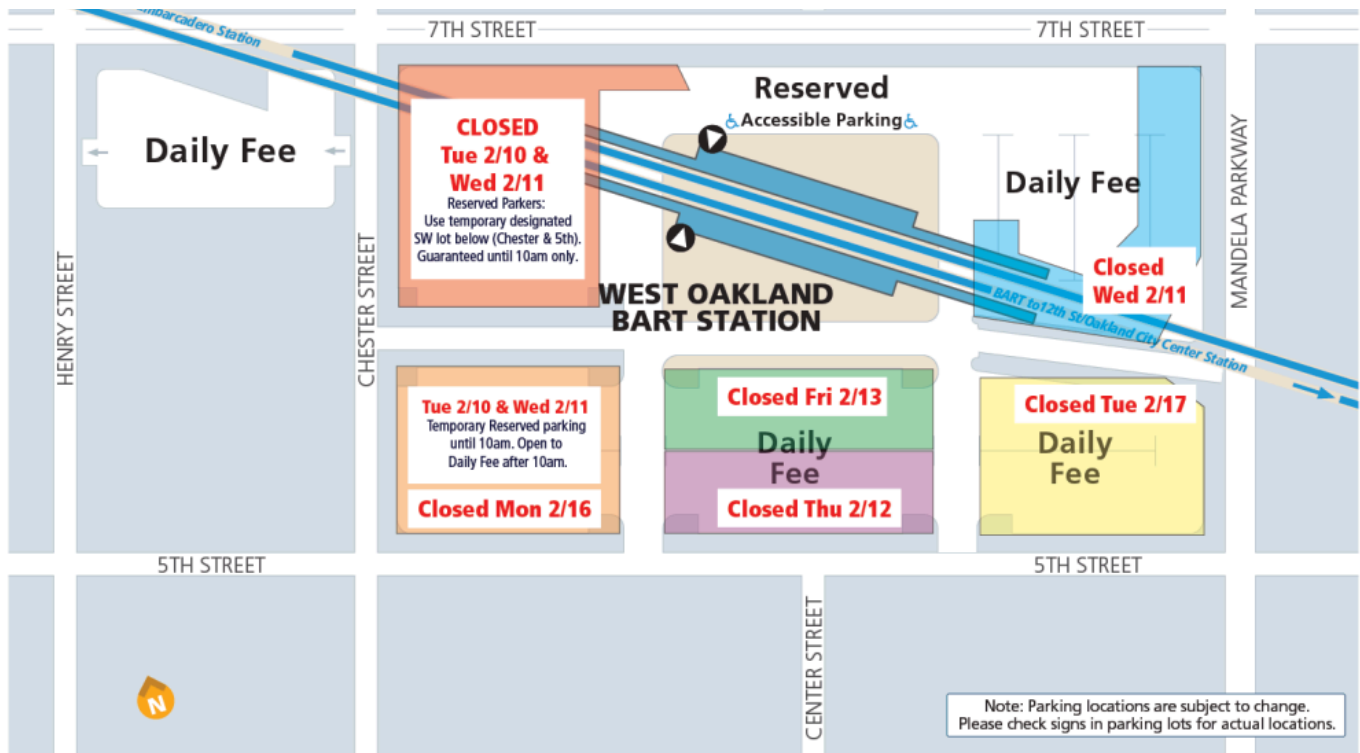 Embarcadero Station
7TH STREET
7TH STREET
Daily Fee
CLOSED
Tue 2/10 &
Wed 2/11
Reserved Parkers:
Use temporary designated
SW lot below (Chester & 5th).
Guaranteed until 10am only.
Reserved
Accessible Parking
Daily Fee
Closed
Wed 2/11
MANDELA PARKWAY
HENRY STREET
CHESTER STREET
WEST OAKLAND
BART STATION
BART to12th St/Oakland City Center Station
Tue 2/10 & Wed 2/11
Temporary Reserved parking
until 10am. Open to
Daily Fee after 10am.
Closed Mon 2/16
Closed Fri 2/13
Daily
Fee
Closed Thu 2/12
Closed Tue 2/17
Daily
Fee
5TH STREET
5TH STREET
CENTER STREET
N
Note: Parking locations are subject to change.
Please check signs in parking lots for actual locations.